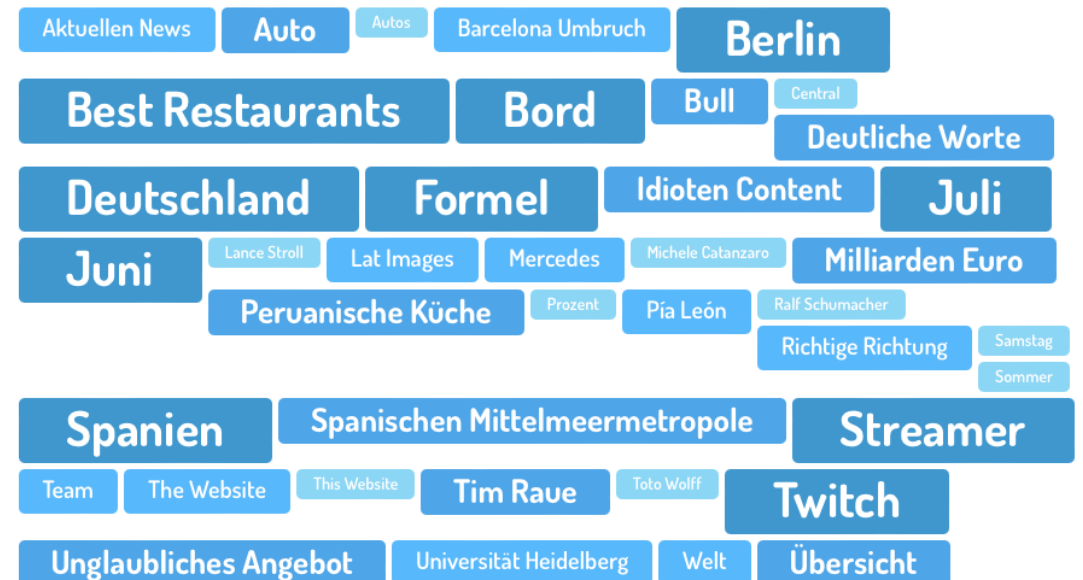 Aktuellen News Auto Autos Barcelona Umbruch Berlin
Best Restaurants Bord Bull Central
Deutliche Worte
Deutschland Formel Idioten Content Juli
Juni Lance Stroll Lat Images Mercedes Michele Catanzaro Milliarden Euro
Peruanische Küche Prozent Pía León Ralf Schumacher
Richtige Richtung Samstag
Sommer
Spanien Spanischen Mittelmeermetropole Streamer
Team The Website This Website Tim Raue Toto Wolff Twitch
Unglaubliches Angebot Universität Heidelberg Welt Übersicht